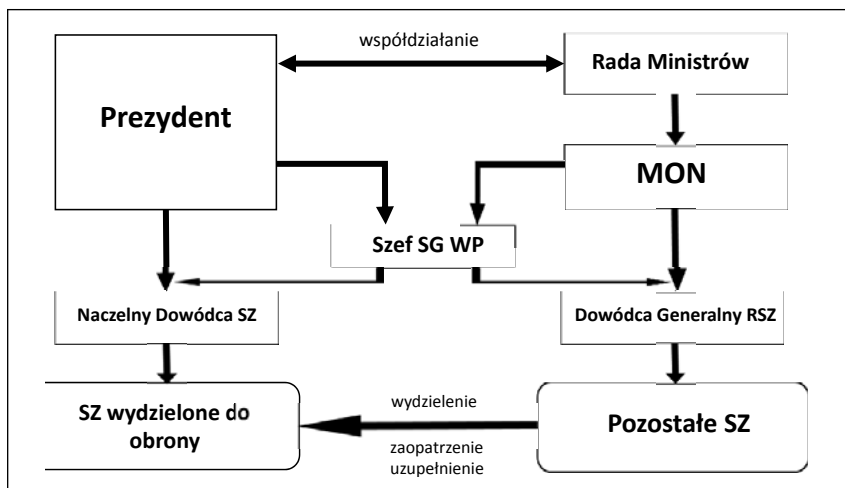 współdziałanie
Rada Ministrów
Prezydent
MON
Szef SG WP
Naczelny Dowódca SZ
Dowódca Generalny RSZ
SZ wydzielone do
obrony
wydzielenie
zaopatrzenie
uzupełnienie
Pozostałe SZ